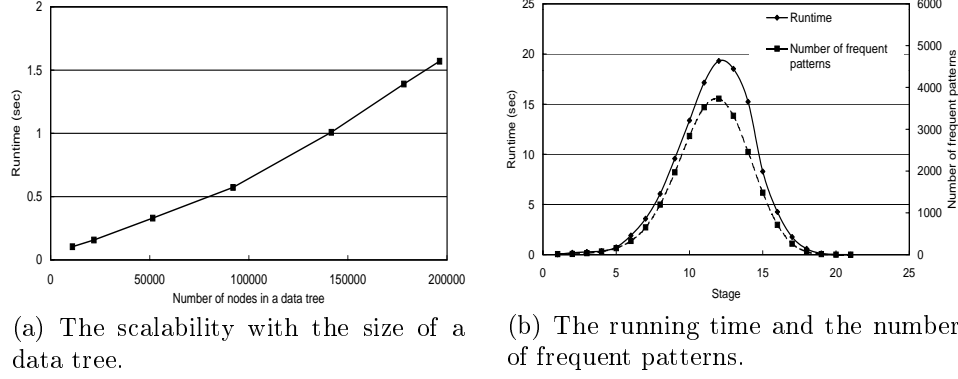 2
1.5
1
0.5
0
Runtime (sec)
0 50000 100000 150000 200000
Number of nodes in a data tree
(a) The scalability with the size of a
data tree.
25
20
15
10
5
0
Runtime (sec)
Runtime
Number of frequent
patterns
6000
5000
4000
3000
2000
1000
0
Number of frequent patterns
0 5 10 15 20 25
Stage
(b) The running time and the number
of frequent patterns.